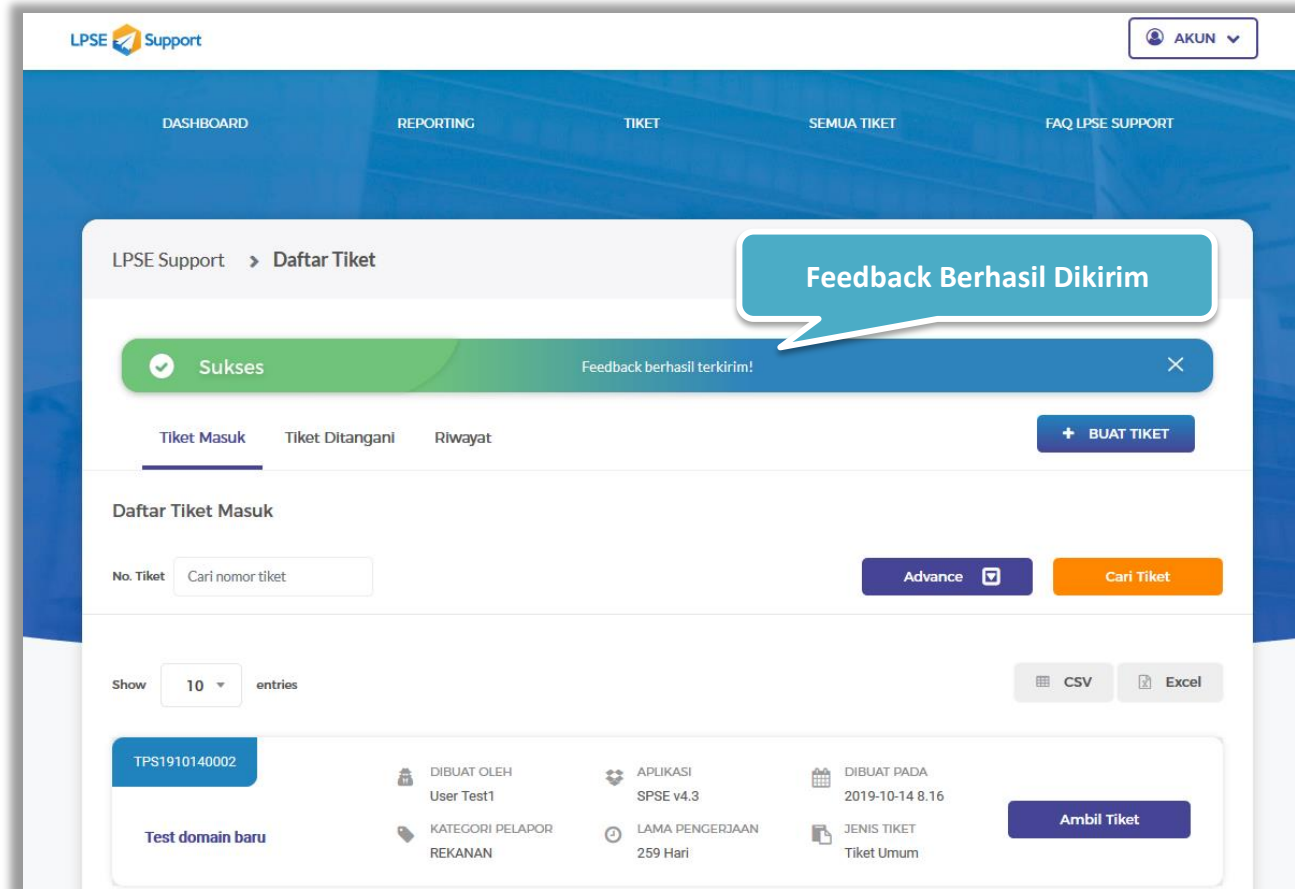 LPSE Support
AKUN
DASHBOARD REPORTING TIKET SEMUA TIKET FAQ LPSE SUPPORT
LPSE Support > Daftar Tiket
Feedback Berhasil Dikirim
Sukses Feedback berhasil terkirim!
Tiket Masuk Tiket Ditangani Riwayat + BUAT TIKET
Daftar Tiket Masuk
No. Tiket Cari nomor tiket Advance Cari Tiket
Show 10 entries CSV Excel
TPS1910140002
DIBUAT OLEH APLIKASI DIBUAT PADA
User Test1 SPSE v4.3 2019-10-14 8.16
Ambil Tiket
Test domain baru
KATEGORI PELAPOR LAMA PENGERJAAN JENIS TIKET
REKANAN 259 Hari Tiket Umum